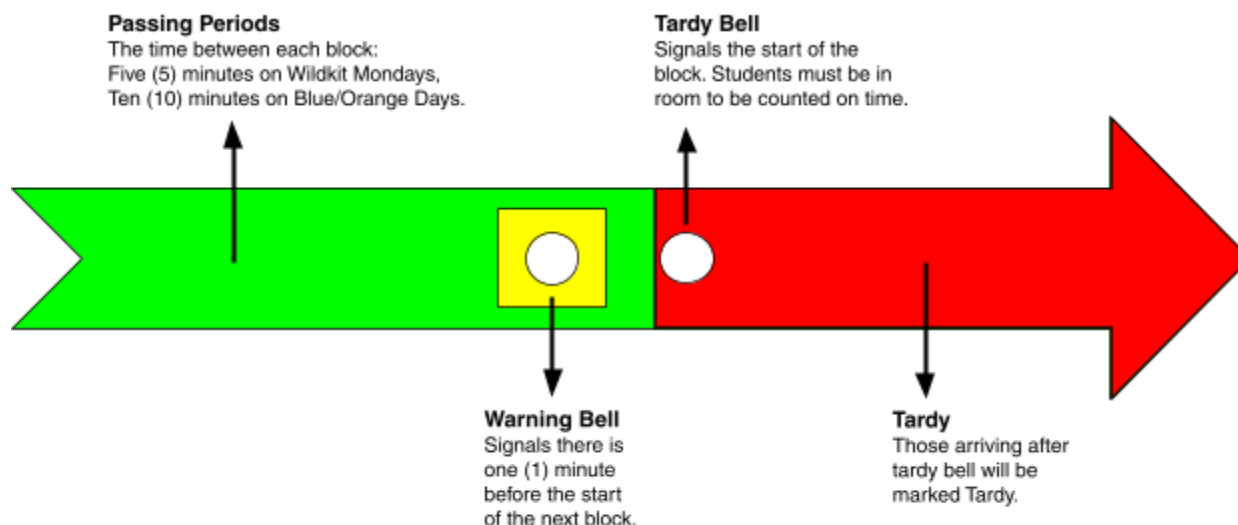 Passing Periods
The time between each block:
Five (5) minutes on Wildkit Mondays,
Ten (10) minutes on Blue/Orange Days.
Tardy Bell
Signals the start of the
block. Students must be in
room to be counted on time.
Warning Bell
Signals there is
one (1) minute
before the start
of the next block.
Tardy
Those arriving after
tardy bell will be
marked Tardy.